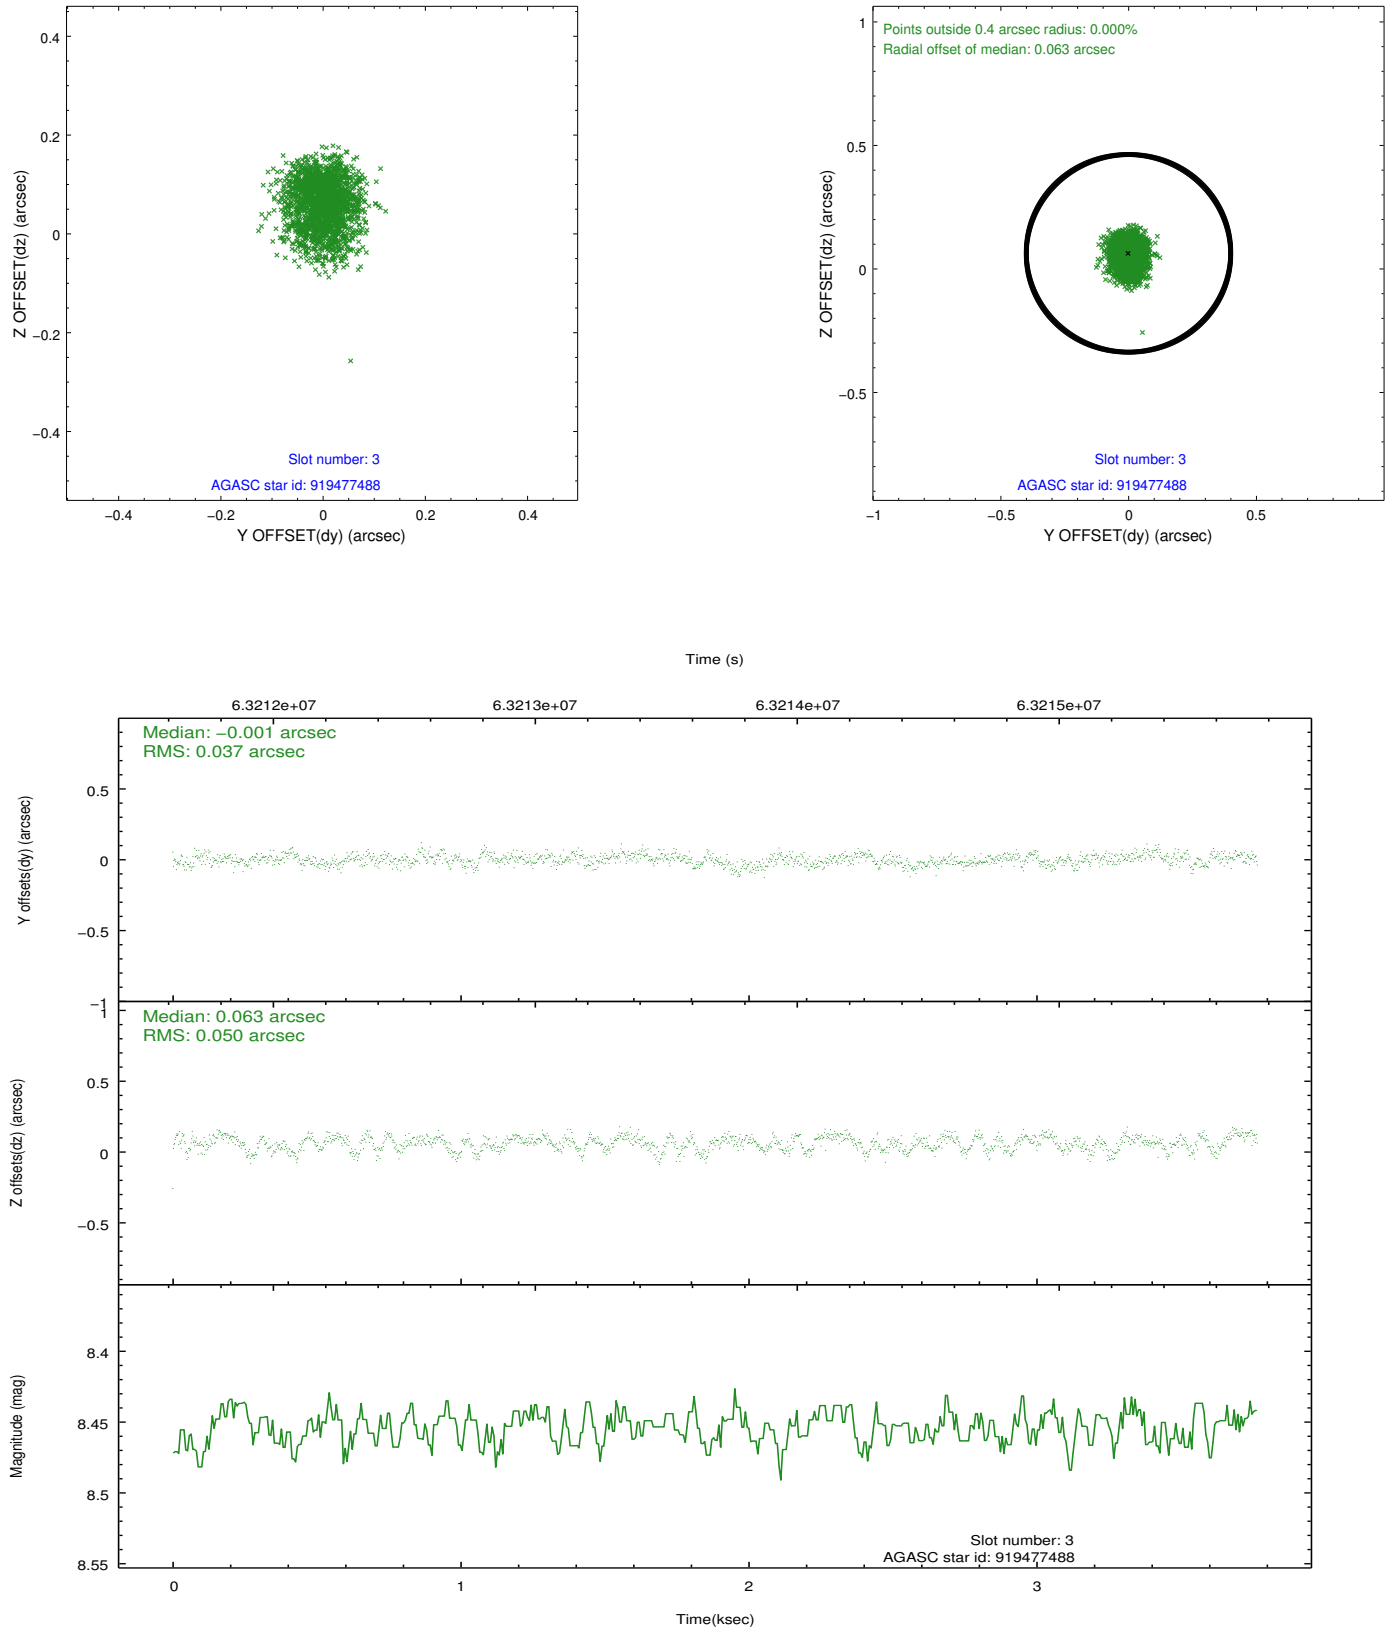 0.4
0.2
0
−0.2
−0.4
Z OFFSET(dz) (arcsec)
Slot number: 3
AGASC star id: 919477488
−0.4
−0.2
0
0.2
0.4
Y OFFSET(dy) (arcsec)
Points outside 0.4 arcsec radius: 0.000%
Radial offset of median: 0.063 arcsec
1
0.5
0
−0.5
Z OFFSET(dz) (arcsec)
Slot number: 3
AGASC star id: 919477488
−1
−0.5
0
0.5
Y OFFSET(dy) (arcsec)
Time (s)
6.3212e+07
6.3213e+07
6.3214e+07
6.3215e+07
Median: −0.001 arcsec
RMS: 0.037 arcsec
0.5
0
−0.5
−1
Y offsets(dy) (arcsec)
Median: 0.063 arcsec
RMS: 0.050 arcsec
1
0.5
0
−0.5
Z offsets(dz) (arcsec)
8.4
8.45
8.5
8.55
Magnitude (mag)
Slot number: 3
AGASC star id: 919477488
0
1
2
3
Time(ksec)